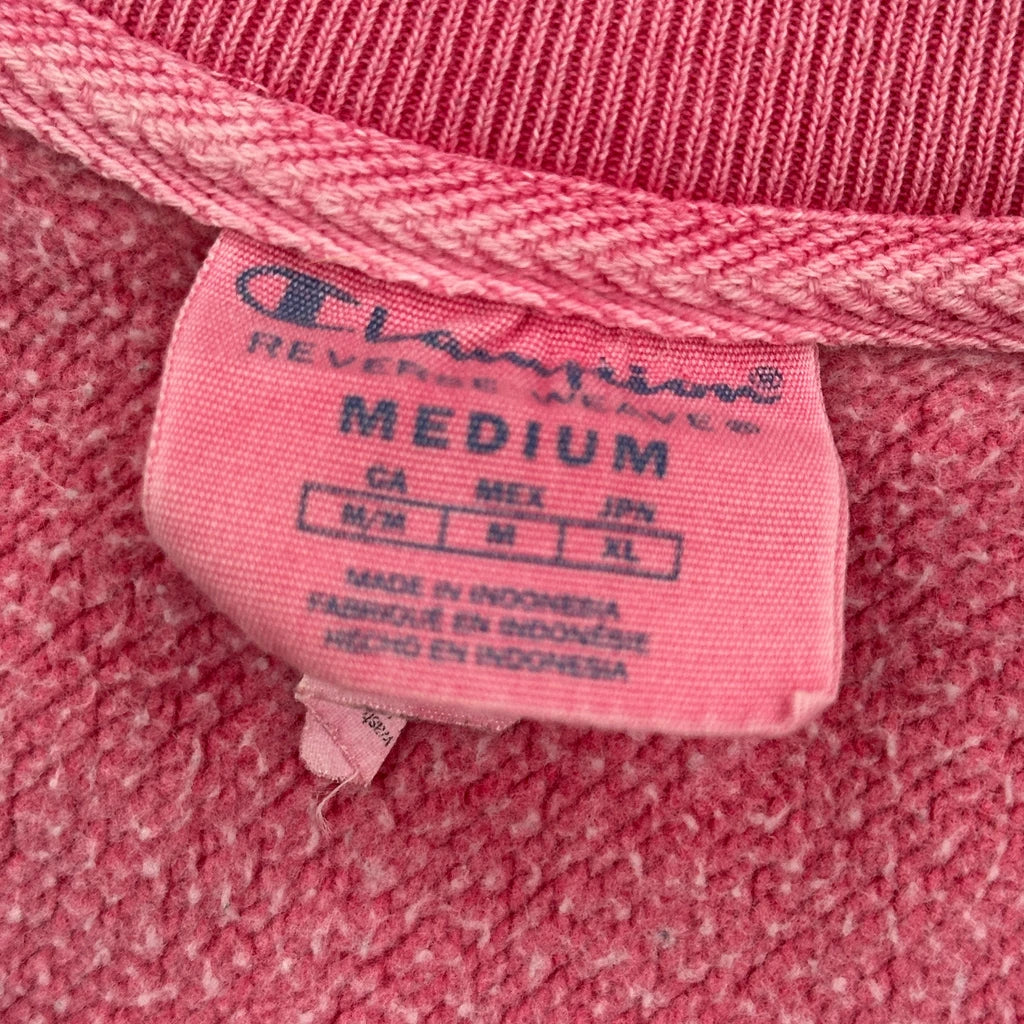 Champion®
REVERSE WEAVE®
MEDIUM
CA MEX JPN
M/M M XL
MADE IN INDONESIA
FABRIQUÉ EN INDONÉSIE
HECHO EN INDONESIA